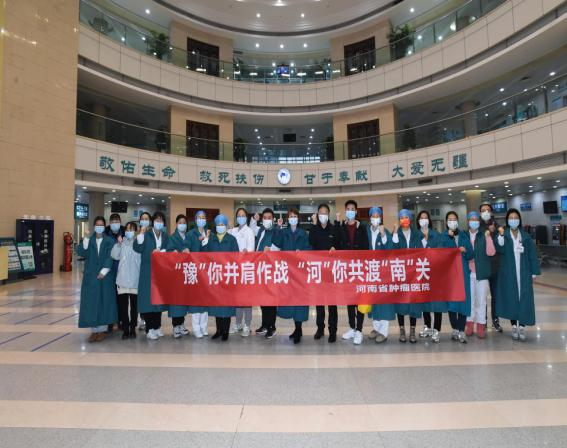 敬佑生命 救死扶伤 甘于奉献 大爱无疆
“豫”你并肩作战 “河”你共渡“南”关
河南省肿瘤医院